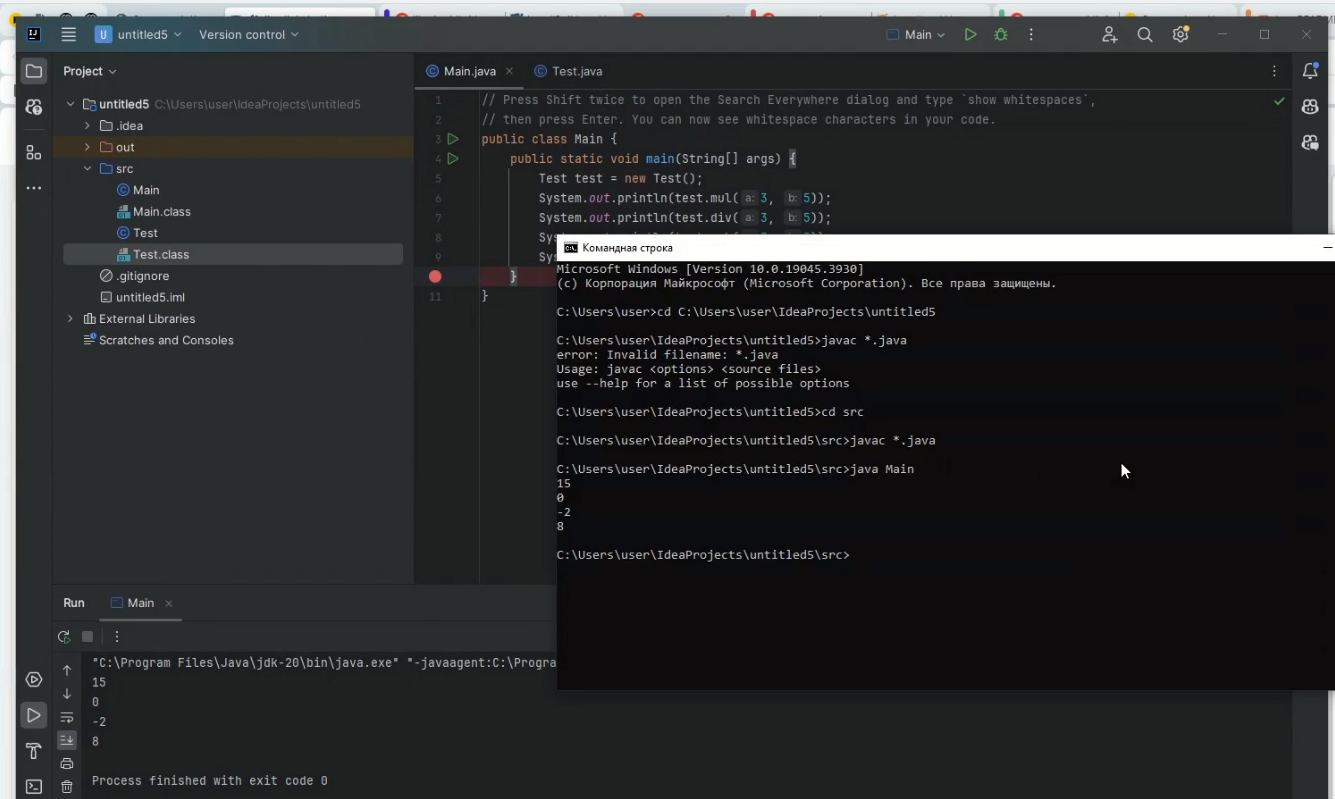 untitled5
Version control
Main
Project
Main.java
Test.java
untitled5 C:\Users\user\IdeaProjects\untitled5
.idea
out
src
Main
Main.class
Test
Test.class
.gitignore
untitled5.iml
External Libraries
Scratches and Consoles
1 // Press Shift twice to open the Search Everywhere dialog and type `show whitespaces`,
2 // then press Enter. You can now see whitespace characters in your code.
3 public class Main {
4 public static void main(String[] args) {
5 Test test = new Test();
6 System.out.println(test.mul( a: 3, b: 5));
7 System.out.println(test.div( a: 3, b: 5));
8 Sy
9 Sy
}
11 }
Командная строка
Microsoft Windows [Version 10.0.19045.3930]
(c) Корпорация Майкрософт (Microsoft Corporation). Все права защищены.
C:\Users\user>cd C:\Users\user\IdeaProjects\untitled5
C:\Users\user\IdeaProjects\untitled5>javac *.java
error: Invalid filename: *.java
Usage: javac <options> <source files>
use --help for a list of possible options
C:\Users\user\IdeaProjects\untitled5>cd src
C:\Users\user\IdeaProjects\untitled5\src>javac *.java
C:\Users\user\IdeaProjects\untitled5\src>java Main
15
0
-2
8
C:\Users\user\IdeaProjects\untitled5\src>
Run
Main
"C:\Program Files\Java\jdk-20\bin\java.exe" "-javaagent:C:\Progra
15
0
-2
8
Process finished with exit code 0